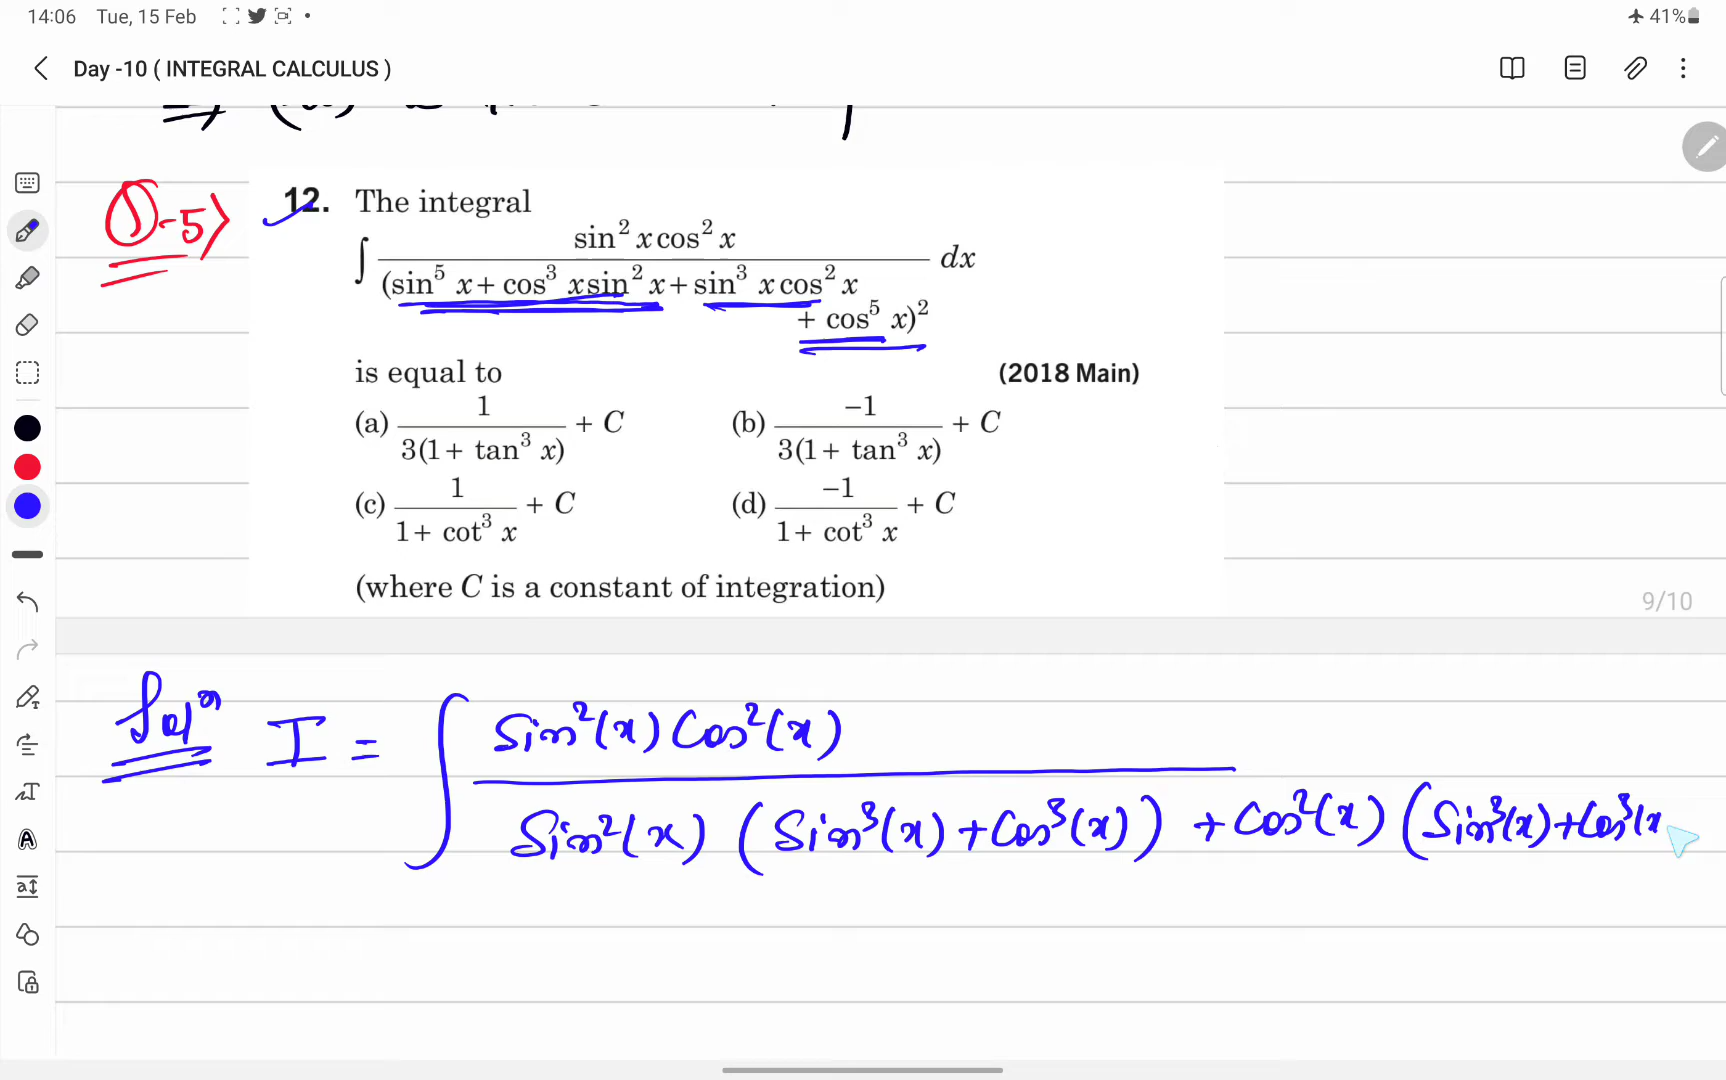 14:06 Tue, 15 Feb 41%
Day -10 ( INTEGRAL CALCULUS )
Q-5>
12. The integral
∫ sin² x cos² x / (sin⁵ x + cos³ x sin² x + sin³ x cos² x dx
+ cos⁵ x)²
is equal to (2018 Main)
(a) 1 / 3(1 + tan³ x) + C (b) –1 / 3(1 + tan³ x) + C
(c) 1 / 1 + cot³ x + C (d) –1 / 1 + cot³ x + C
(where C is a constant of integration)
9/10
Solⁿ I = ∫ Sin²(x) Cos²(x) / Sin²(x) (Sin³(x) + Cos³(x)) + Cos²(x) (Sin³(x) + Cos³(x